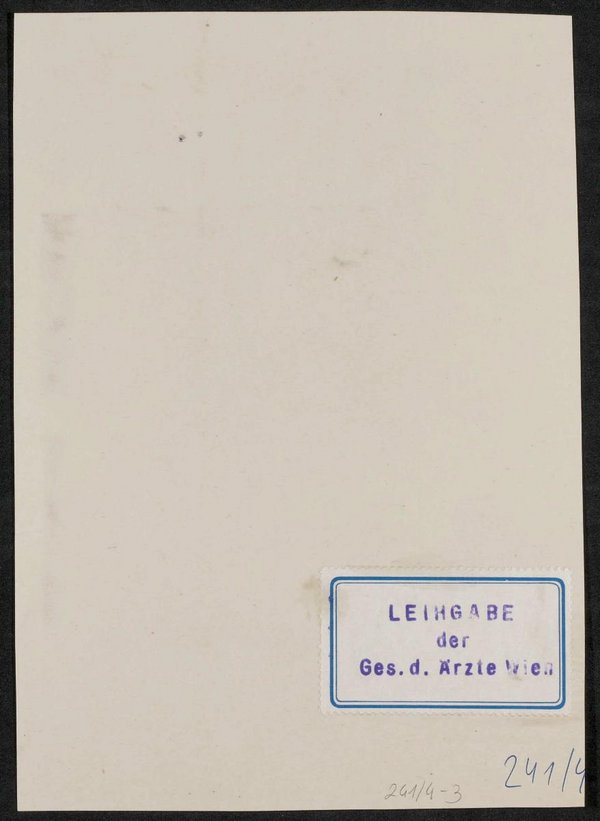 LEIHGABE
der
Ges. d. Ärzte Wien
241/4
241/4-3